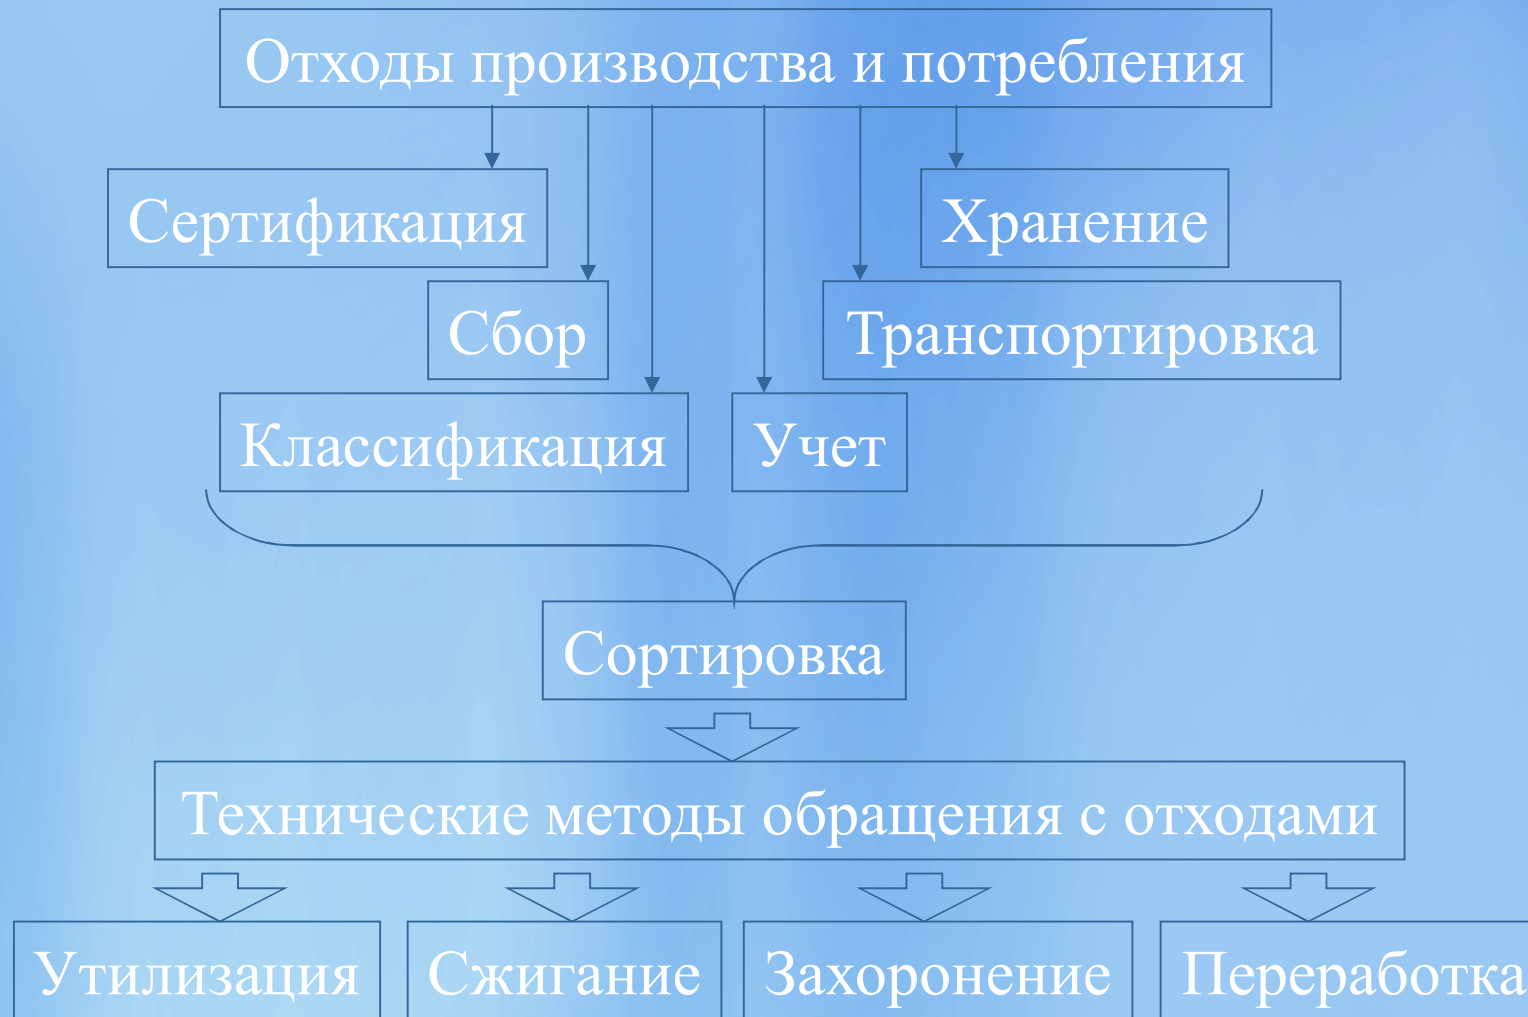 Отходы производства и потребления
Сертификация
Хранение
Сбор
Транспортировка
Классификация
Учет
Сортировка
Технические методы обращения с отходами
Утилизация
Сжигание
Захоронение
Переработка